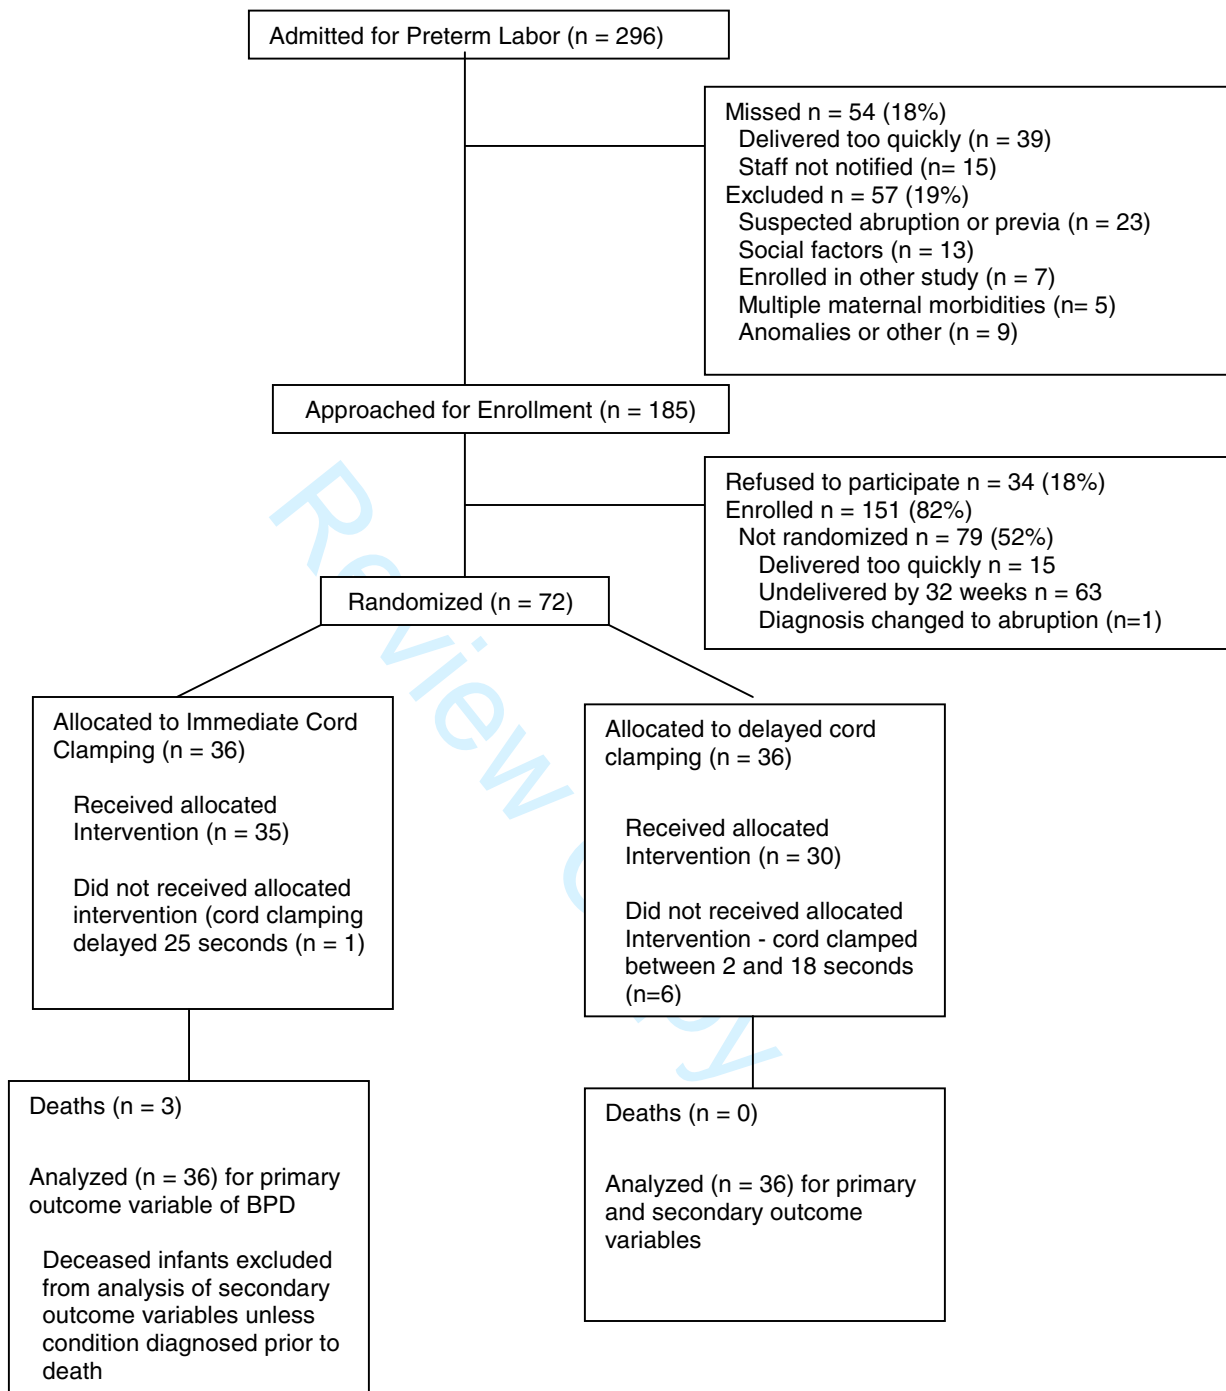 Admitted for Preterm Labor (n = 296)
Missed n = 54 (18%)
Delivered too quickly (n = 39)
Staff not notified (n= 15)
Excluded n = 57 (19%)
Suspected abruption or previa (n = 23)
Social factors (n = 13)
Enrolled in other study (n = 7)
Multiple maternal morbidities (n= 5)
Anomalies or other (n = 9)
Approached for Enrollment (n = 185)
Refused to participate n = 34 (18%)
Enrolled n = 151 (82%)
Not randomized n = 79 (52%)
Delivered too quickly n = 15
Undelivered by 32 weeks n = 63
Diagnosis changed to abruption (n=1)
Randomized (n = 72)
Allocated to Immediate Cord
Clamping (n = 36)
Received allocated
Intervention (n = 35)
Did not received allocated
intervention (cord clamping
delayed 25 seconds (n = 1)
Allocated to delayed cord
clamping (n = 36)
Received allocated
Intervention (n = 30)
Did not received allocated
Intervention - cord clamped
between 2 and 18 seconds
(n=6)
Deaths (n = 3)
Analyzed (n = 36) for primary
outcome variable of BPD
Deceased infants excluded
from analysis of secondary
outcome variables unless
condition diagnosed prior to
death
Deaths (n = 0)
Analyzed (n = 36) for primary
and secondary outcome
variables
Review Copy